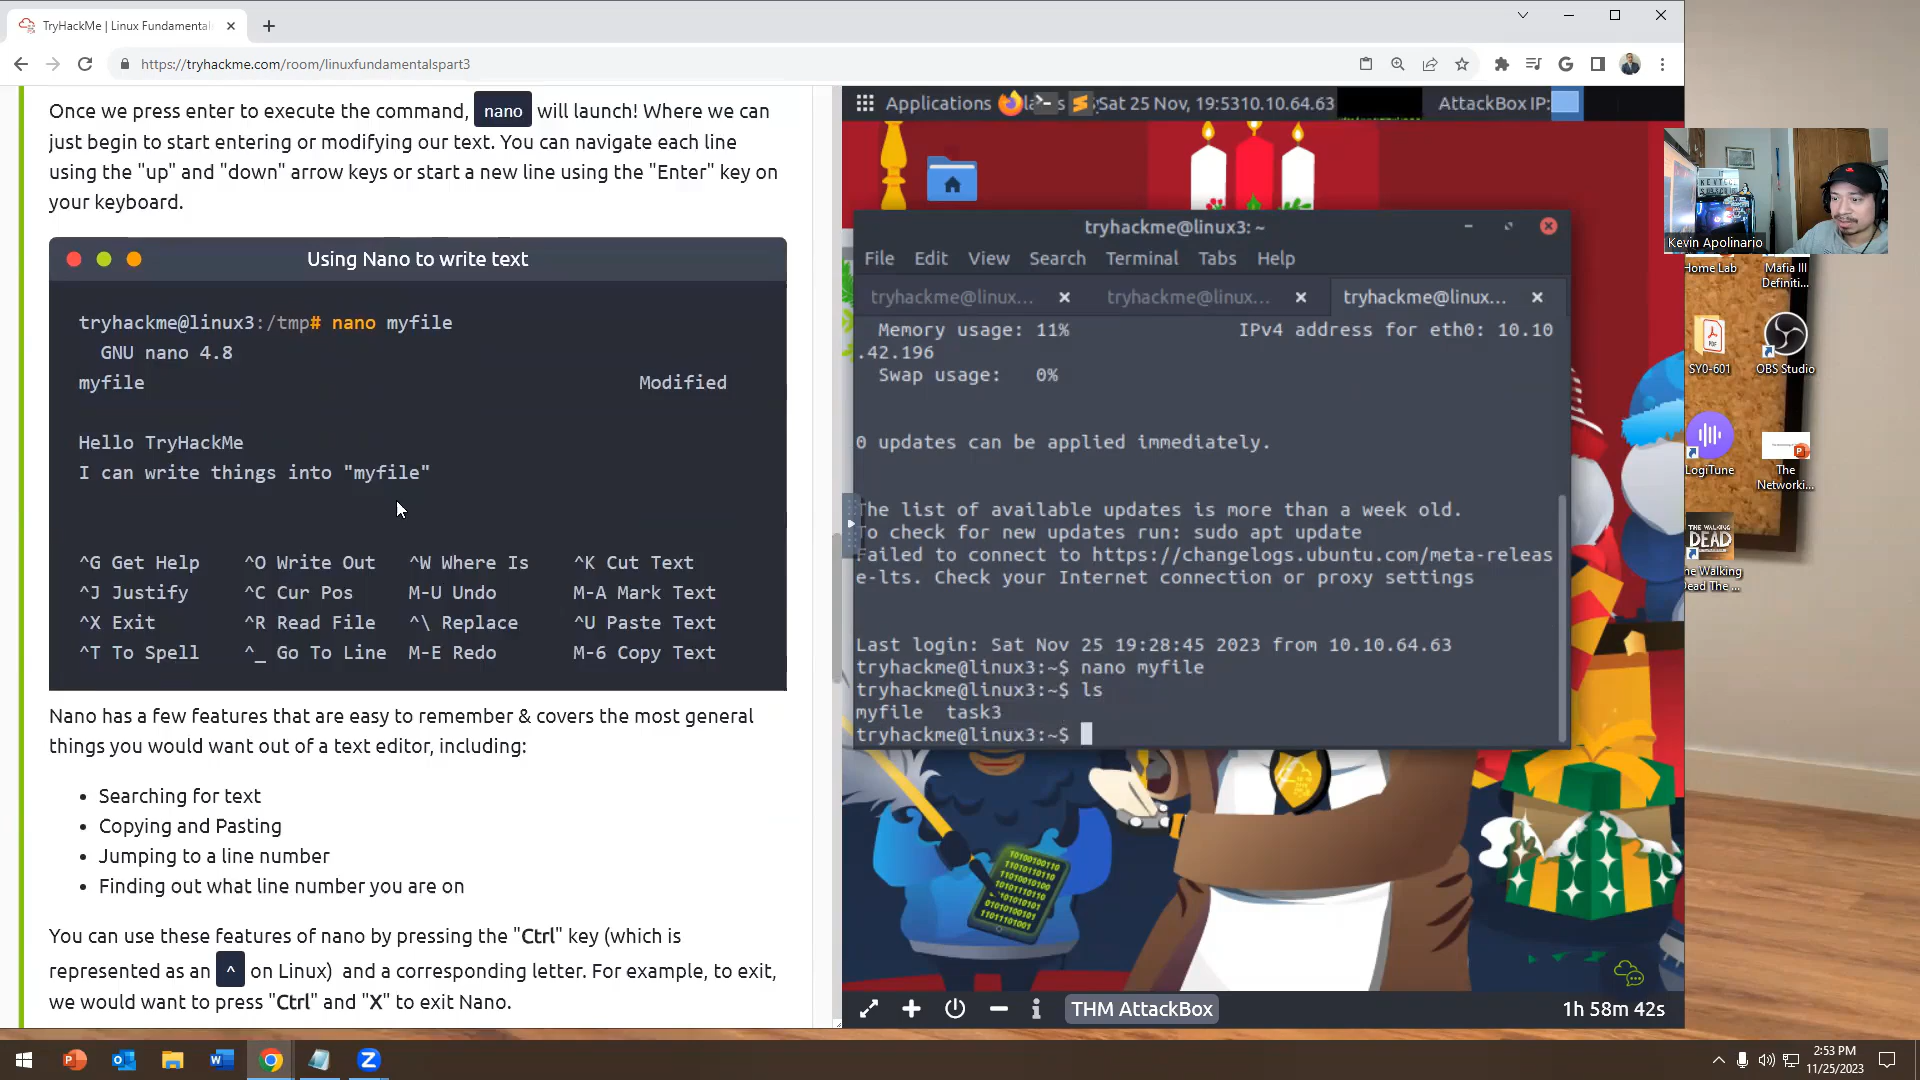 TryHackMe | Linux Fundamental
https://tryhackme.com/room/linuxfundamentalspart3
Once we press enter to execute the command, nano will launch! Where we can
just begin to start entering or modifying our text. You can navigate each line
using the "up" and "down" arrow keys or start a new line using the "Enter" key on
your keyboard.
Using Nano to write text
tryhackme@linux3:/tmp# nano myfile
GNU nano 4.8
myfile Modified
Hello TryHackMe
I can write things into "myfile"
^G Get Help ^O Write Out ^W Where Is ^K Cut Text
^J Justify ^C Cur Pos M-U Undo M-A Mark Text
^X Exit ^R Read File ^\ Replace ^U Paste Text
^T To Spell ^_ Go To Line M-E Redo M-6 Copy Text
Nano has a few features that are easy to remember & covers the most general
things you would want out of a text editor, including:
• Searching for text
• Copying and Pasting
• Jumping to a line number
• Finding out what line number you are on
You can use these features of nano by pressing the "Ctrl" key (which is
represented as an ^ on Linux) and a corresponding letter. For example, to exit,
we would want to press "Ctrl" and "X" to exit Nano.
Applications Sat 25 Nov, 19:5310.10.64.63 AttackBox IP:
tryhackme@linux3: ~
File Edit View Search Terminal Tabs Help
tryhackme@linux... tryhackme@linux... tryhackme@linux...
Memory usage: 11% IPv4 address for eth0: 10.10
.42.196
Swap usage: 0%
0 updates can be applied immediately.
The list of available updates is more than a week old.
To check for new updates run: sudo apt update
Failed to connect to https://changelogs.ubuntu.com/meta-releas
e-lts. Check your Internet connection or proxy settings
Last login: Sat Nov 25 19:28:45 2023 from 10.10.64.63
tryhackme@linux3:~$ nano myfile
tryhackme@linux3:~$ ls
myfile task3
tryhackme@linux3:~$
THM AttackBox 1h 58m 42s
Kevin Apolinario
Home Lab Mafia III
Definiti...
SY0-601 OBS Studio
LogiTune The
Networki...
The Walking
Dead The ...
2:53 PM
11/25/2023